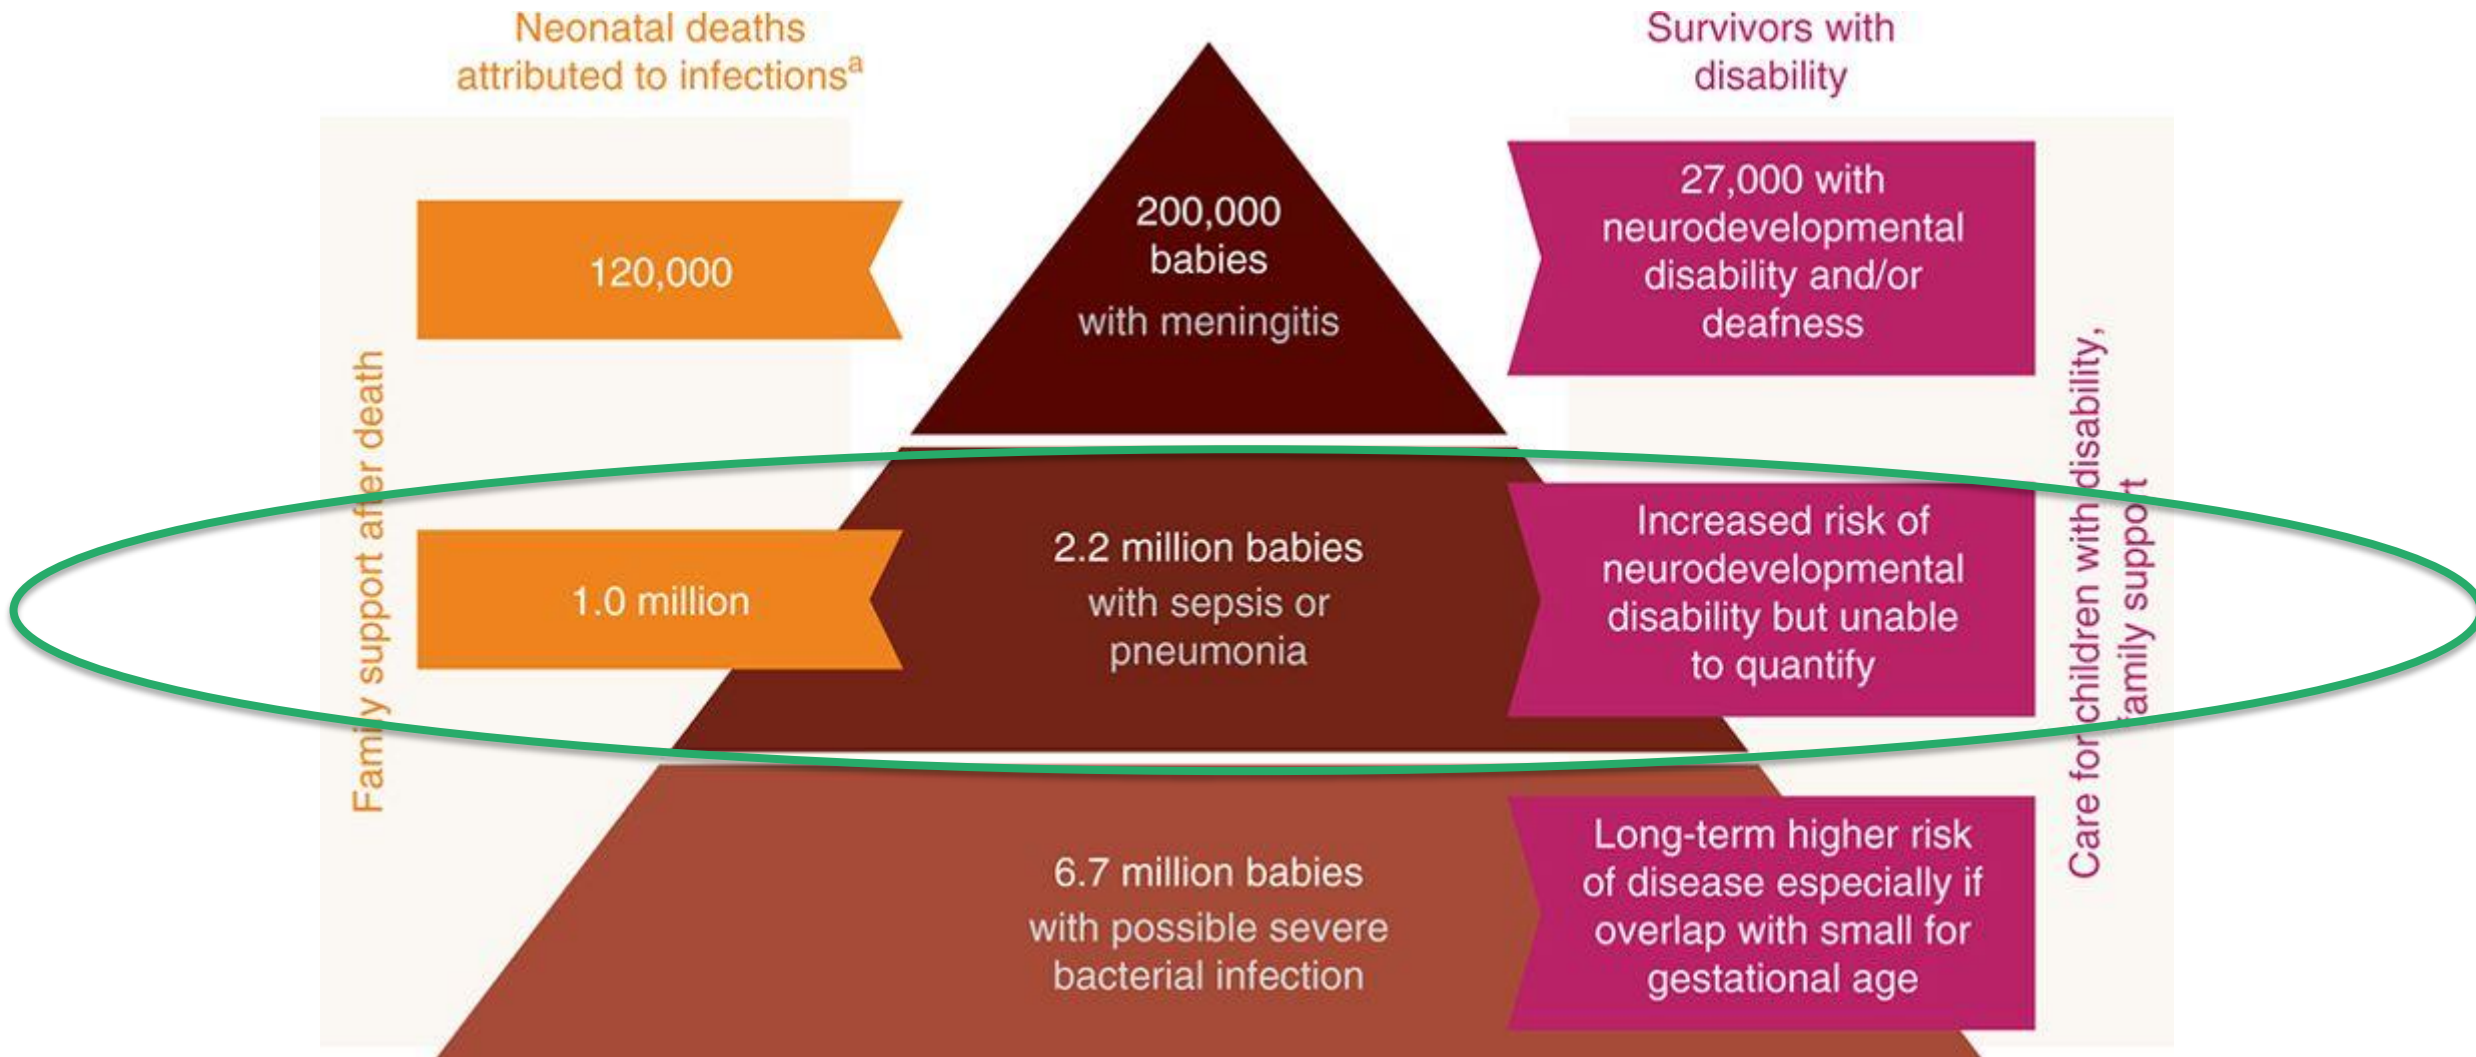 Neonatal deaths
attributed to infectionsª
Survivors with
disability
Family support after death
120,000
200,000
babies
with meningitis
27,000 with
neurodevelopmental
disability and/or
deafness
1.0 million
2.2 million babies
with sepsis or
pneumonia
Increased risk of
neurodevelopmental
disability but unable
to quantify
6.7 million babies
with possible severe
bacterial infection
Long-term higher risk
of disease especially if
overlap with small for
gestational age
Care for children with disability,
family support